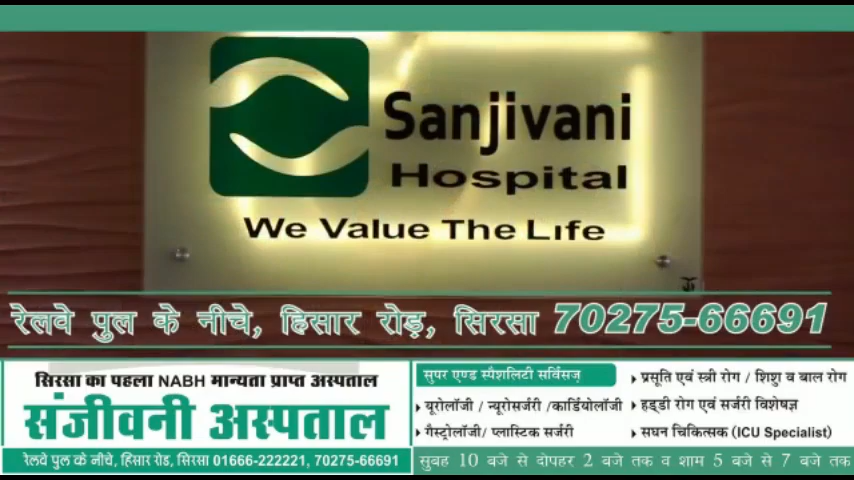 Sanjivani
Hospital
We Value The Life
रेलवे पुल के नीचे, हिसार रोड़, सिरसा 70275-66691
सिरसा का पहला NABH मान्यता प्राप्त अस्पताल
संजीवनी अस्पताल
रेलवे पुल के नीचे, हिसार रोड, सिरसा 01666-222221, 70275-66691
सुपर एण्ड स्पैशलिटी सर्विसज़
यूरोलॉजी / न्यूरोसर्जरी /कार्डियोलॉजी
गैस्ट्रोलॉजी/ प्लास्टिक सर्जरी
प्रसूति एवं स्त्री रोग / शिशु व बाल रोग
हड्डी रोग एवं सर्जरी विशेषज्ञ
सघन चिकित्सक (ICU Specialist)
सुबह 10 बजे से दोपहर 2 बजे तक व शाम 5 बजे से 7 बजे तक